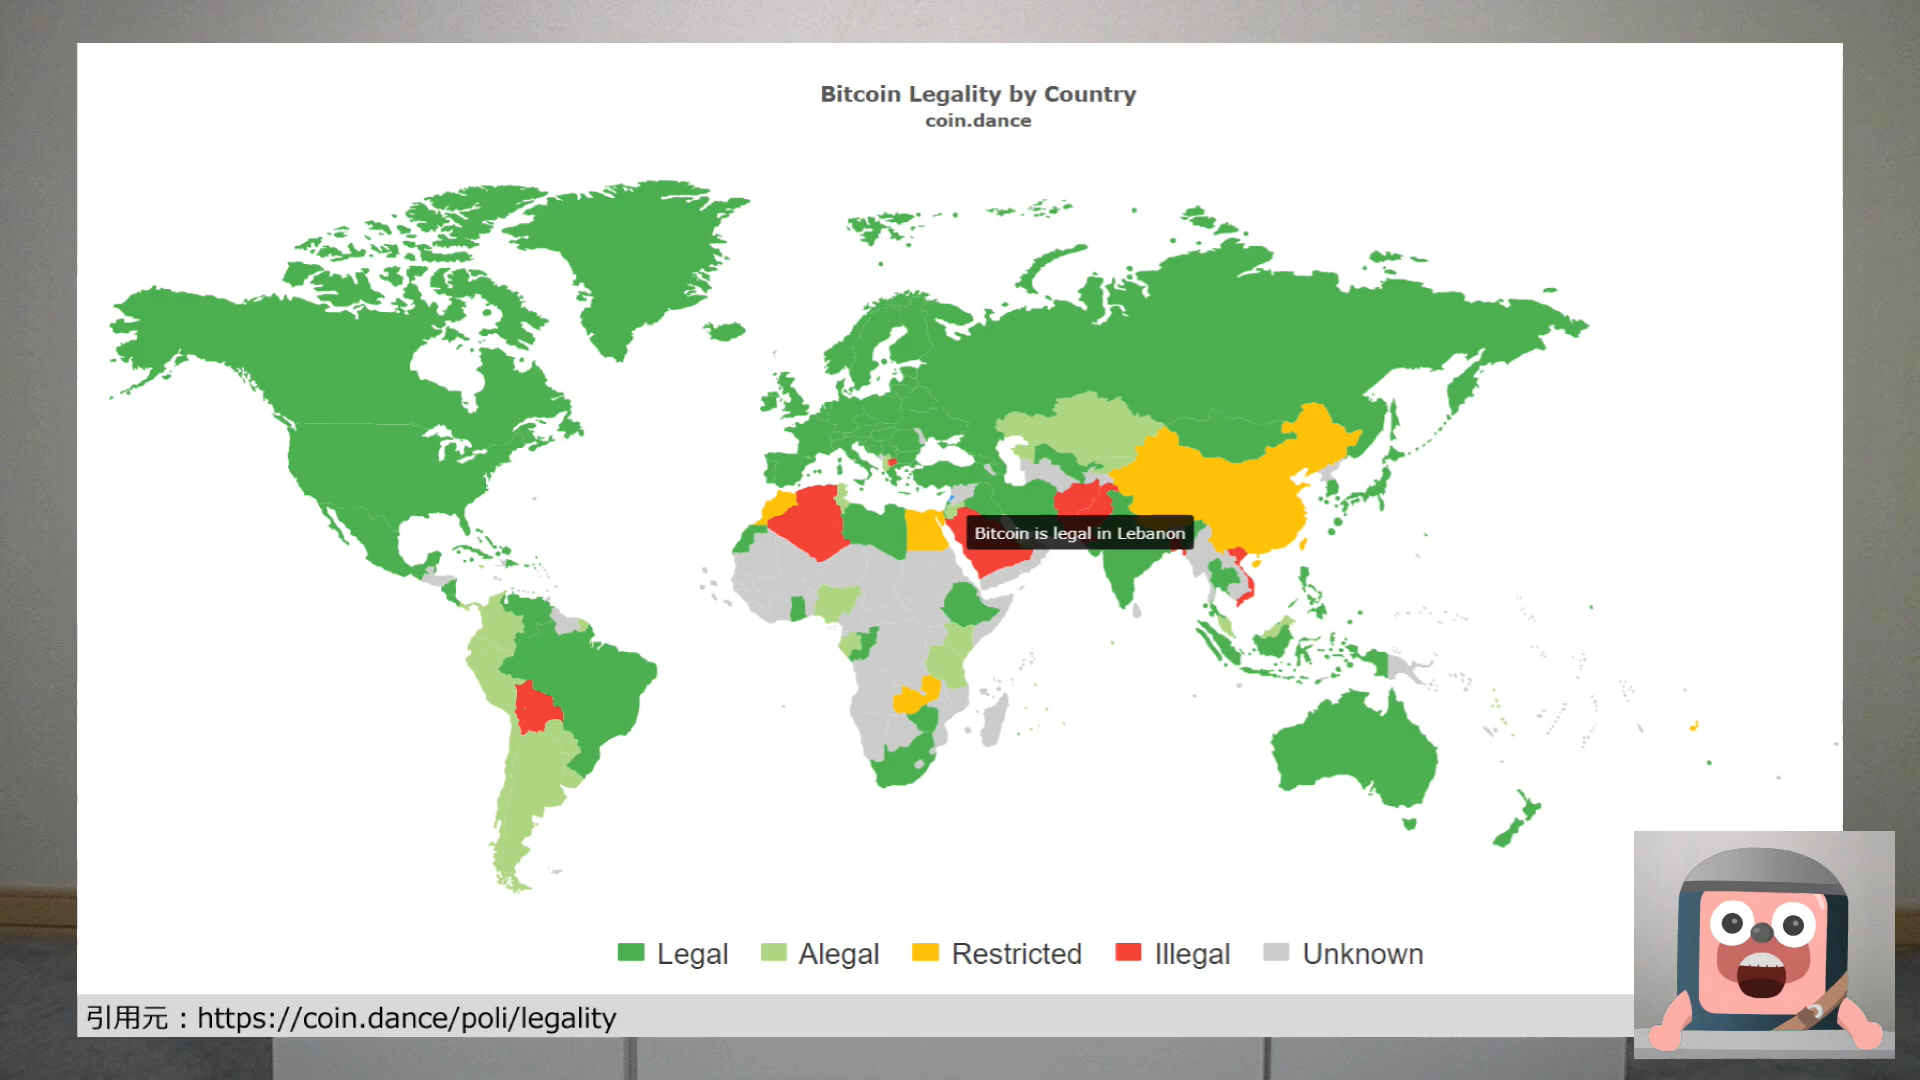 Bitcoin Legality by Country
coin.dance
Bitcoin is legal in Lebanon
Legal
Alegal
Restricted
Illegal
Unknown
引用元：https://coin.dance/poli/legality